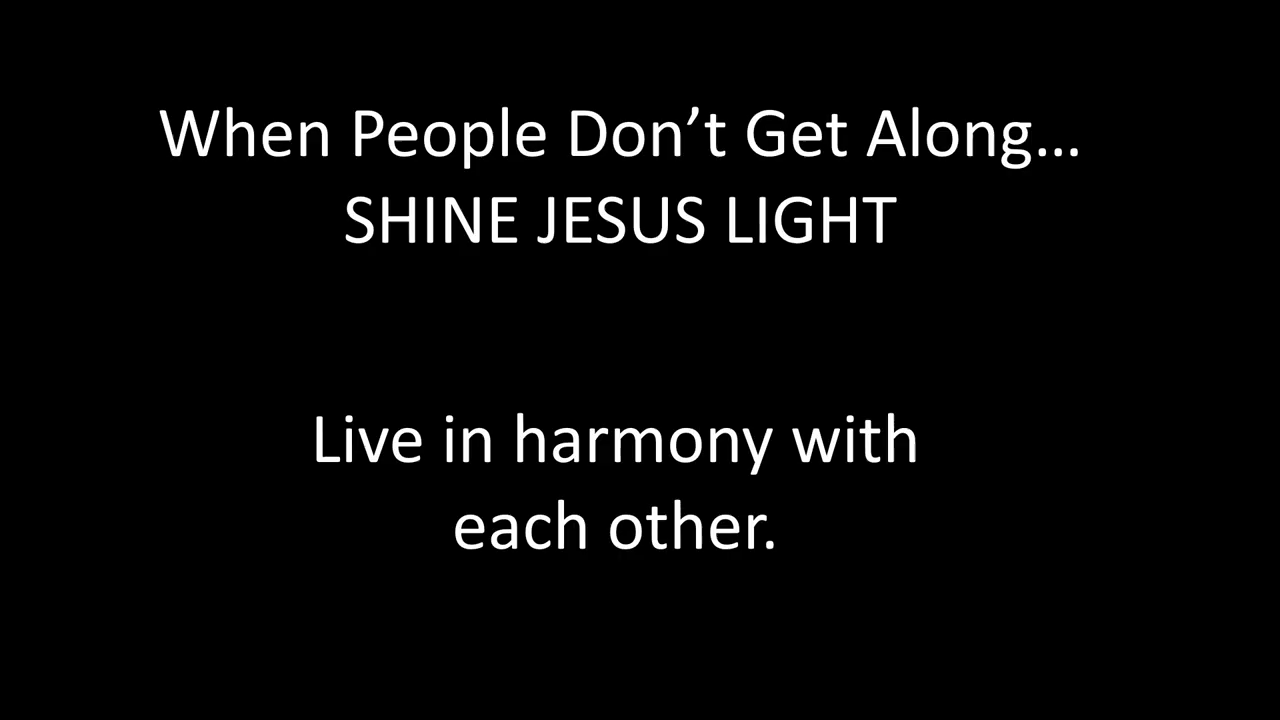 When People Don’t Get Along…
SHINE JESUS LIGHT
Live in harmony with
each other.